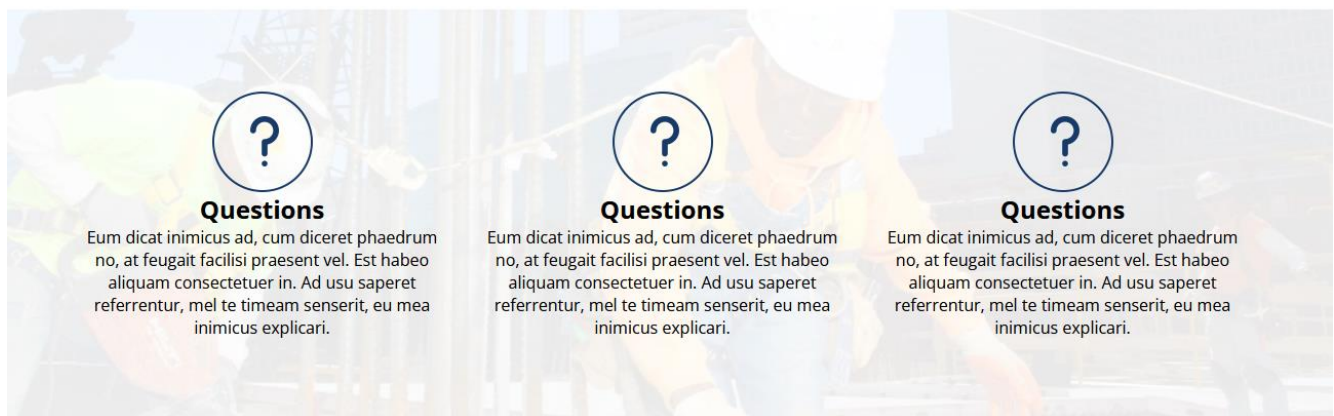 Questions
Eum dicat inimicus ad, cum diceret phaedrum
no, at feugait facilisi praesent vel. Est habeo
aliquam consectetuer in. Ad usu saperet
referrentur, mel te timeam senserit, eu mea
inimicus explicari.
Questions
Eum dicat inimicus ad, cum diceret phaedrum
no, at feugait facilisi praesent vel. Est habeo
aliquam consectetuer in. Ad usu saperet
referrentur, mel te timeam senserit, eu mea
inimicus explicari.
Questions
Eum dicat inimicus ad, cum diceret phaedrum
no, at feugait facilisi praesent vel. Est habeo
aliquam consectetuer in. Ad usu saperet
referrentur, mel te timeam senserit, eu mea
inimicus explicari.